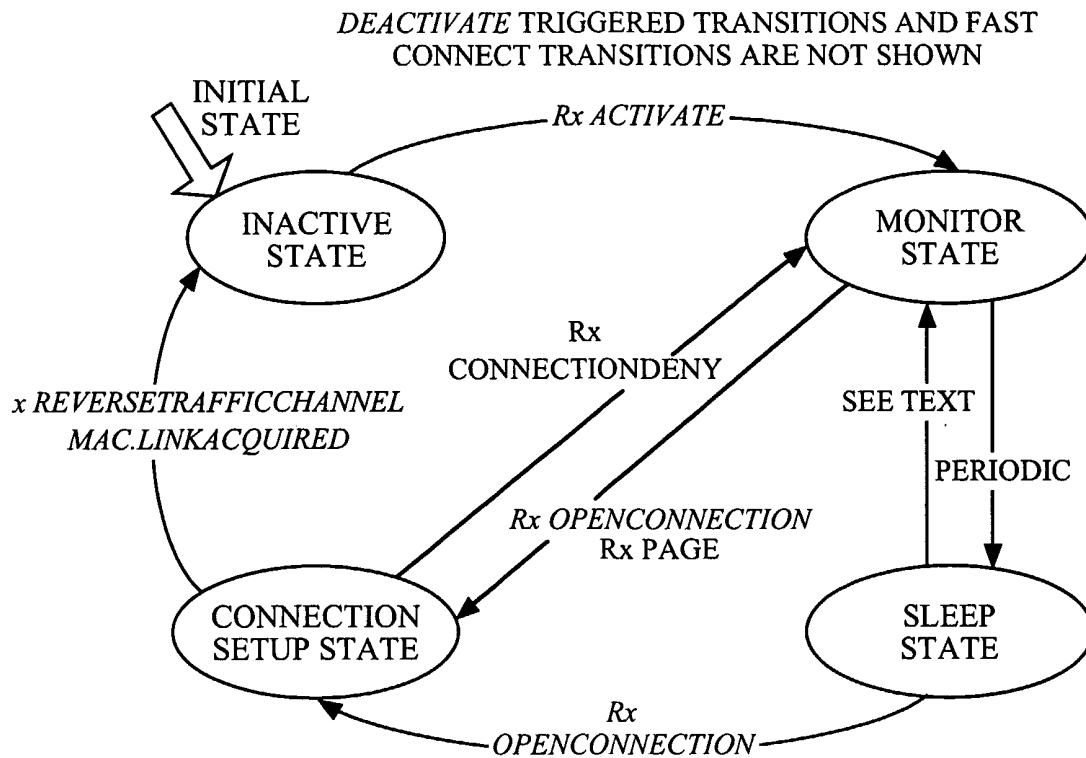 DEACTIVATE TRIGGERED TRANSITIONS AND FAST
CONNECT TRANSITIONS ARE NOT SHOWN
INITIAL
STATE
Rx ACTIVATE
INACTIVE
STATE
MONITOR
STATE
Rx
CONNECTIONDENY
x REVERSETRAFFICCHANNEL
MAC.LINKACQUIRED
SEE TEXT
PERIODIC
Rx OPENCONNECTION
Rx PAGE
CONNECTION
SETUP STATE
SLEEP
STATE
Rx
OPENCONNECTION